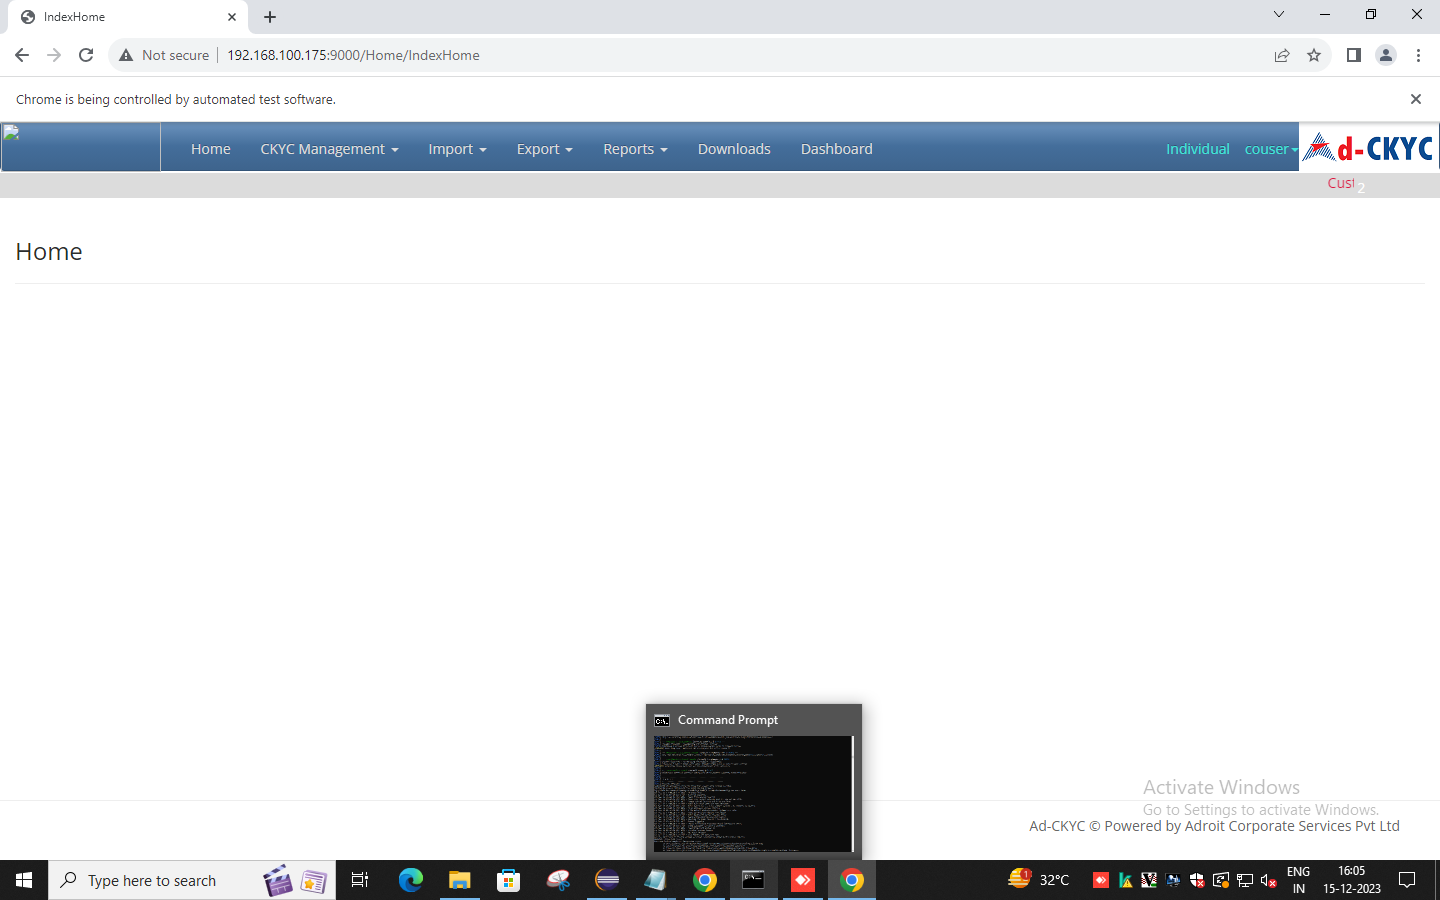 IndexHome
Not secure
192.168.100.175:9000/Home/IndexHome
Chrome is being controlled by automated test software.
Home CKYC Management Import Export Reports Downloads Dashboard Individual couser
d-CKYC
2
Home
Command Prompt
C:\.
Activate Windows
Go to Settings to activate Windows.
Ad-CKYC © Powered by Adroit Corporate Services Pvt Ltd
Type here to search
1
32°C
ENG
IN
16:05
15-12-2023